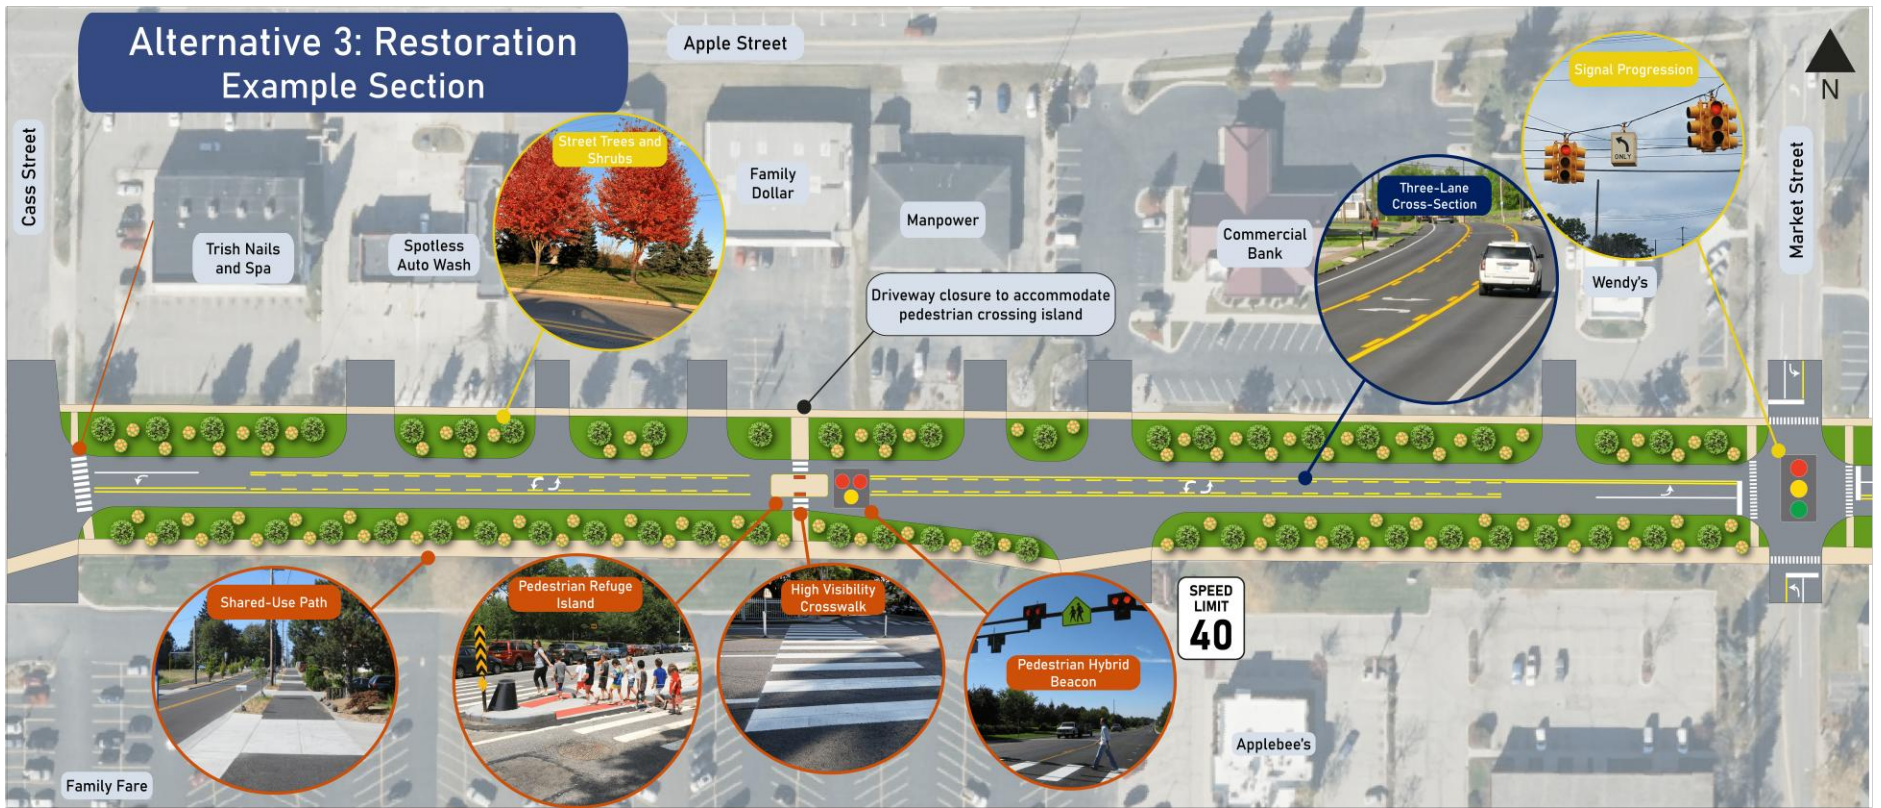 Alternative 3: Restoration
Example Section
Apple Street
Signal Progression
N
Cass Street
Street Trees and
Shrubs
ONLY
Three-Lane
Cross-Section
Market Street
Family
Dollar
Manpower
Trish Nails
and Spa
Spotless
Auto Wash
Commercial
Bank
Wendy's
Driveway closure to accommodate
pedestrian crossing island
Shared-Use Path
Pedestrian Refuge
Island
High Visibility
Crosswalk
SPEED
LIMIT
40
Pedestrian Hybrid
Beacon
Applebee's
Family Fare